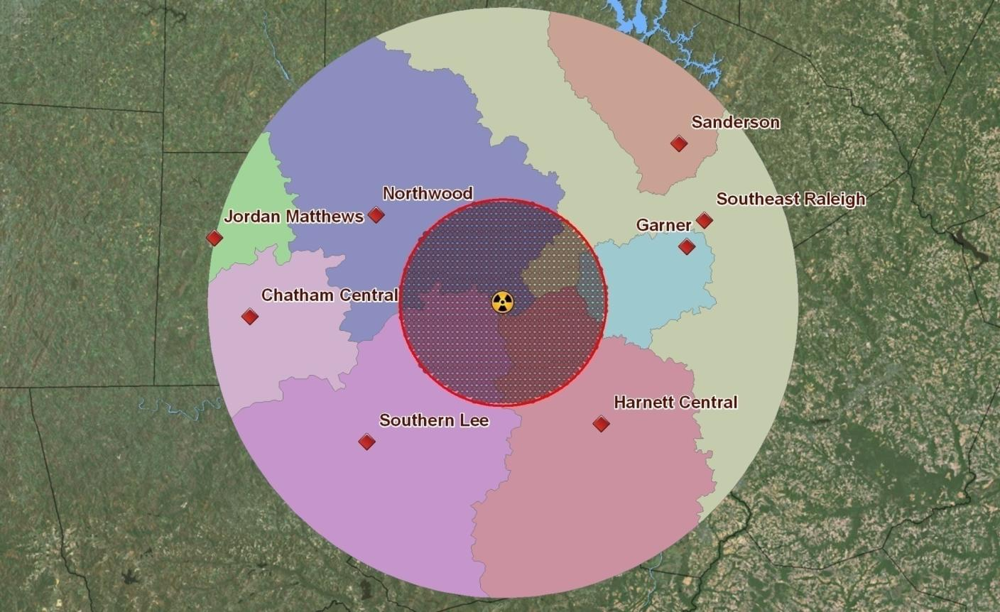 Sanderson
Northwood
Southeast Raleigh
Jordan Matthews
Garner
Chatham Central
Harnett Central
Southern Lee